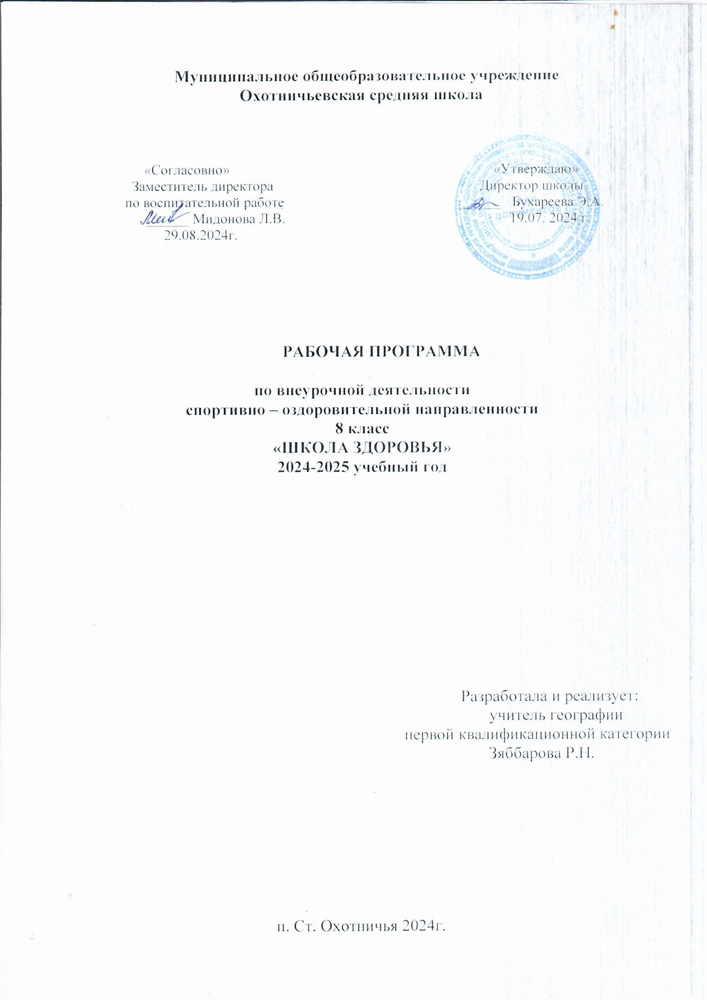 Муниципальное общеобразовательное учреждение
Охотничьевская средняя школа
«Согласовно»
Заместитель директора
по воспитательной работе
Мидонова Л.В.
29.08.2024г.
«Утверждаю»
Директор школы
Бухареева Э.А.
19.07. 2024 г.
РАБОЧАЯ ПРОГРАММА
по внеурочной деятельности
спортивно – оздоровительной направленности
8 класс
«ШКОЛА ЗДОРОВЬЯ»
2024-2025 учебный год
Разработала и реализует:
учитель географии
первой квалификационной категории
Зяббарова Р.Н.
п. Ст. Охотничья 2024г.